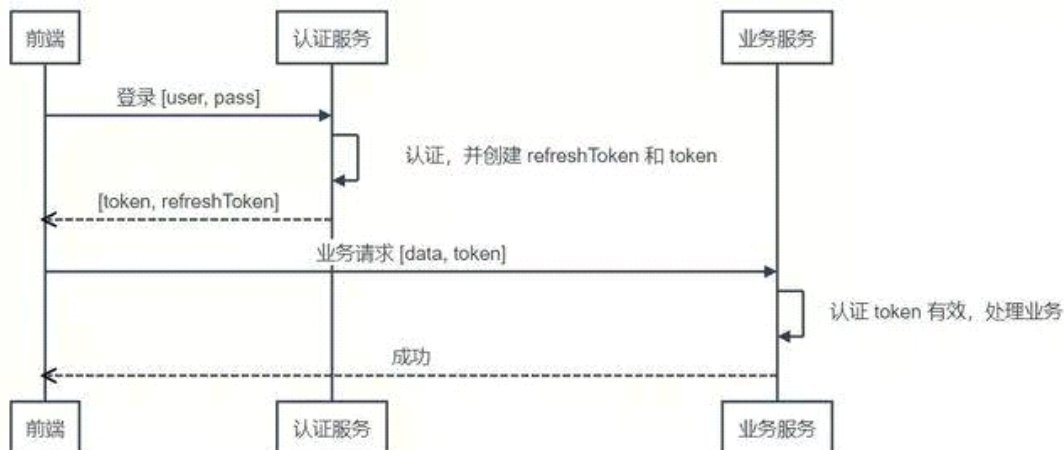 前端
认证服务
业务服务
登录 [user, pass]
认证，并创建 refreshToken 和 token
[token, refreshToken]
业务请求 [data, token]
认证 token 有效，处理业务
成功
前端
认证服务
业务服务